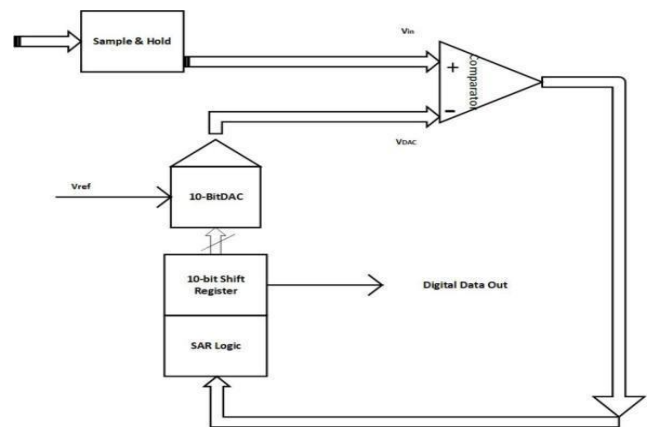 Sample & Hold
Vin
+
Comparator
-
VDAC
Vref
10-BitDAC
10-bit Shift
Register
Digital Data Out
SAR Logic